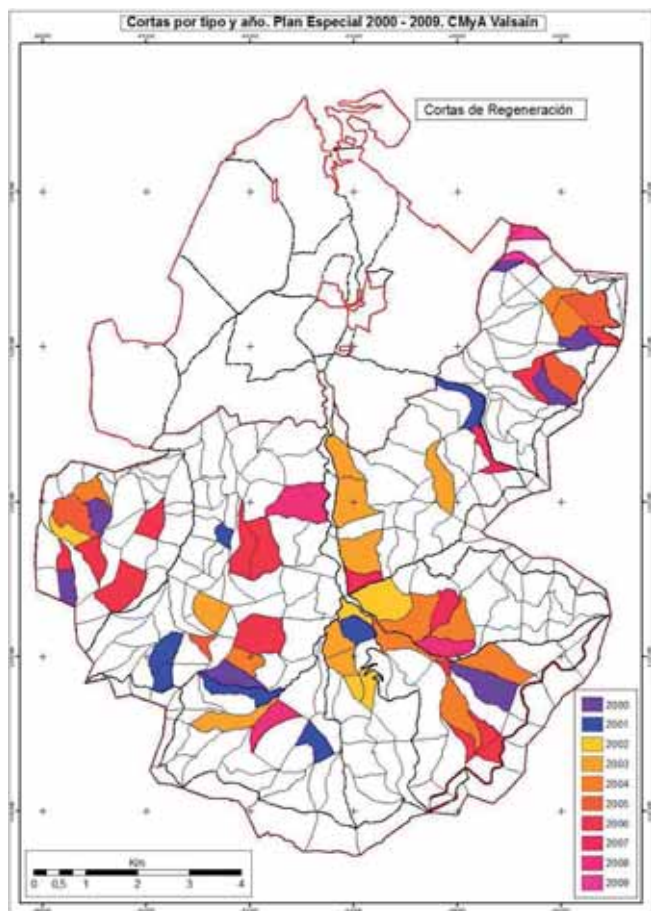 Cortas por tipo y año. Plan Especial 2000 - 2009. CMyA Valsaín
Cortas de Regeneración
2000
2001
2002
2003
2004
2005
2006
2007
2008
2009
Km
0 0,5 1 2 3 4